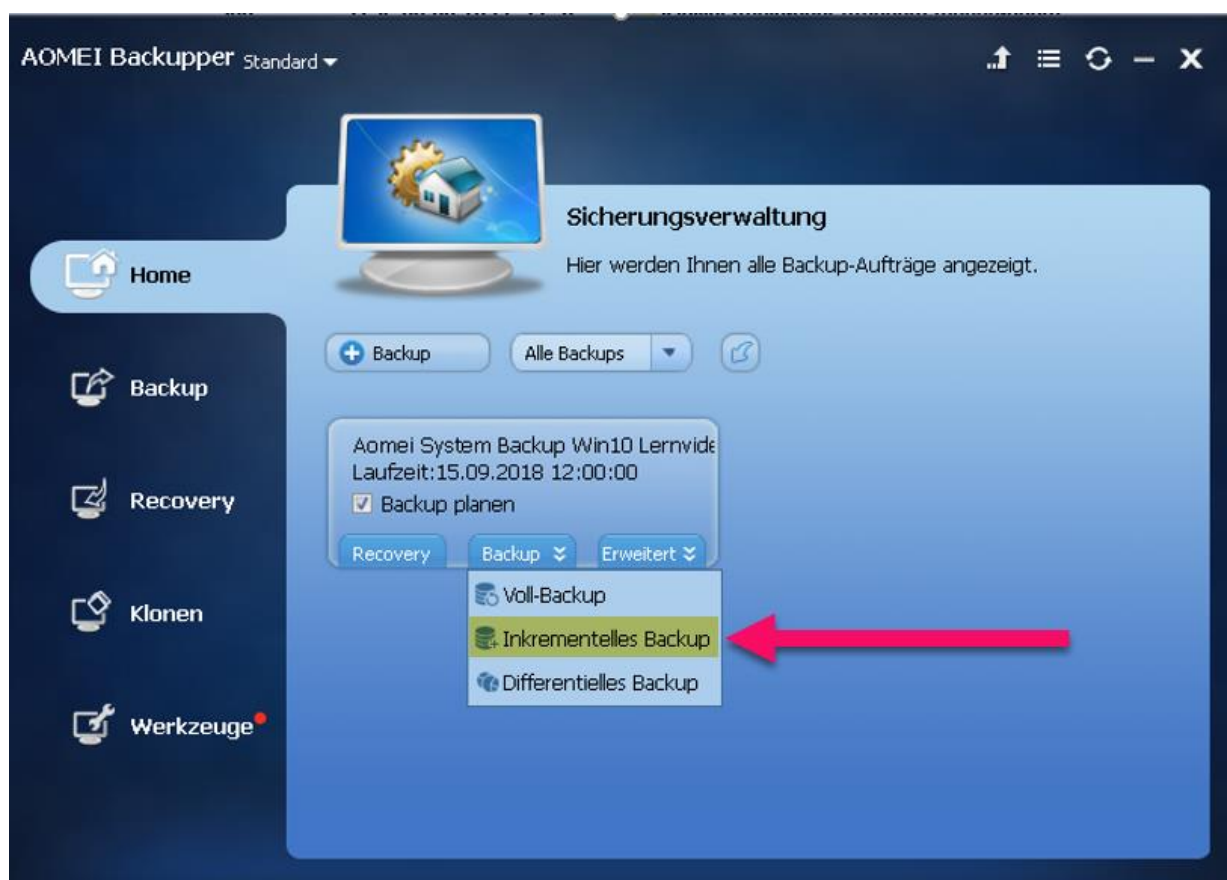 AOMEI Backupper Standard
Sicherungsverwaltung
Hier werden Ihnen alle Backup-Aufträge angezeigt.
Home
Backup
Alle Backups
Backup
Aomei System Backup Win10 Lernvide
Laufzeit:15.09.2018 12:00:00
Backup planen
Recovery
Recovery Backup Erweitert
Voll-Backup
Klonen
Inkrementelles Backup
Differentielles Backup
Werkzeuge